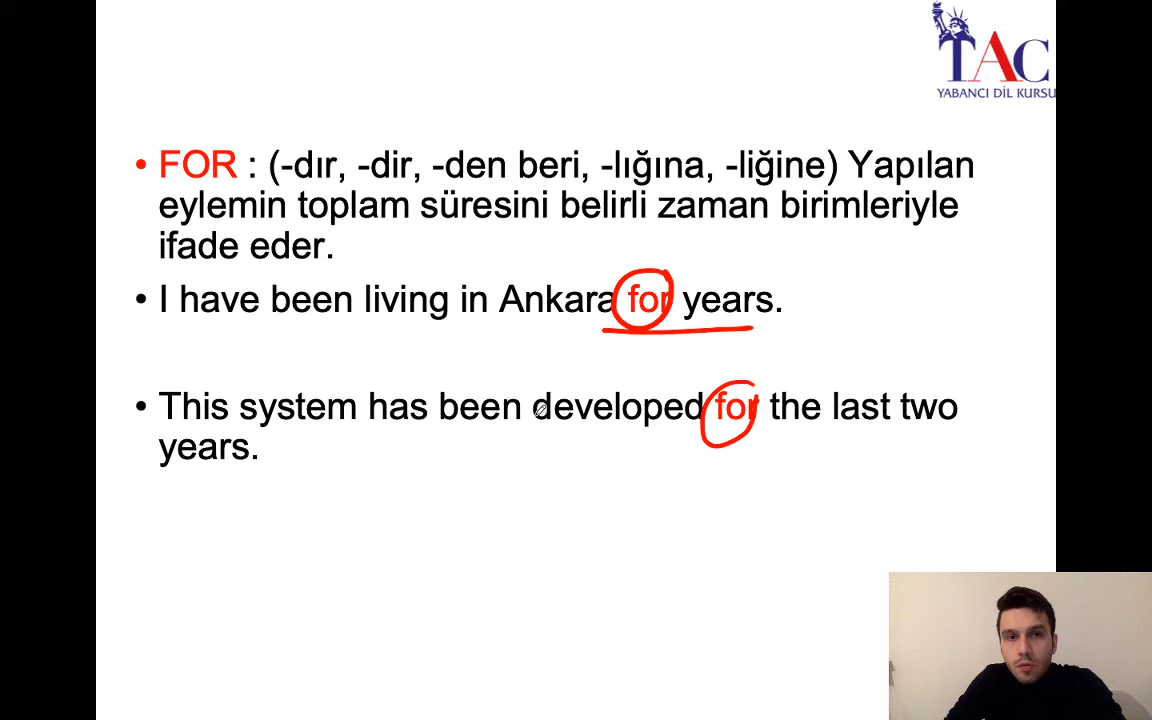 TAC
YABANCI DİL KURSU
• FOR : (-dır, -dir, -den beri, -lığına, -liğine) Yapılan
eylemin toplam süresini belirli zaman birimleriyle
ifade eder.
• I have been living in Ankara for years.
• This system has been developed for the last two
years.